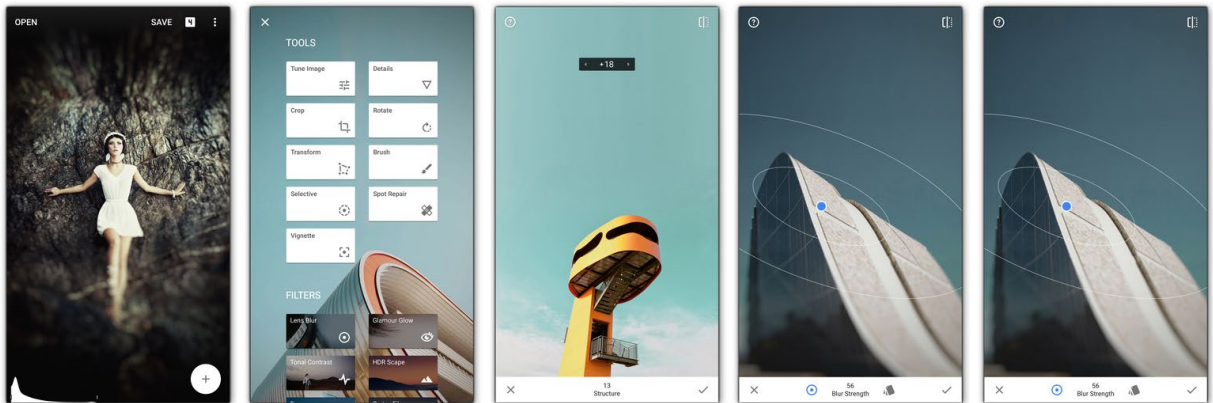 OPEN
SAVE
4
TOOLS
Tune Image
Details
Crop
Rotate
Transform
Brush
Selective
Spot Repair
Vignette
FILTERS
Lens Blur
Glamour Glow
Tonal Contrast
HDR Scape
+18
13
Structure
56
Blur Strength
56
Blur Strength